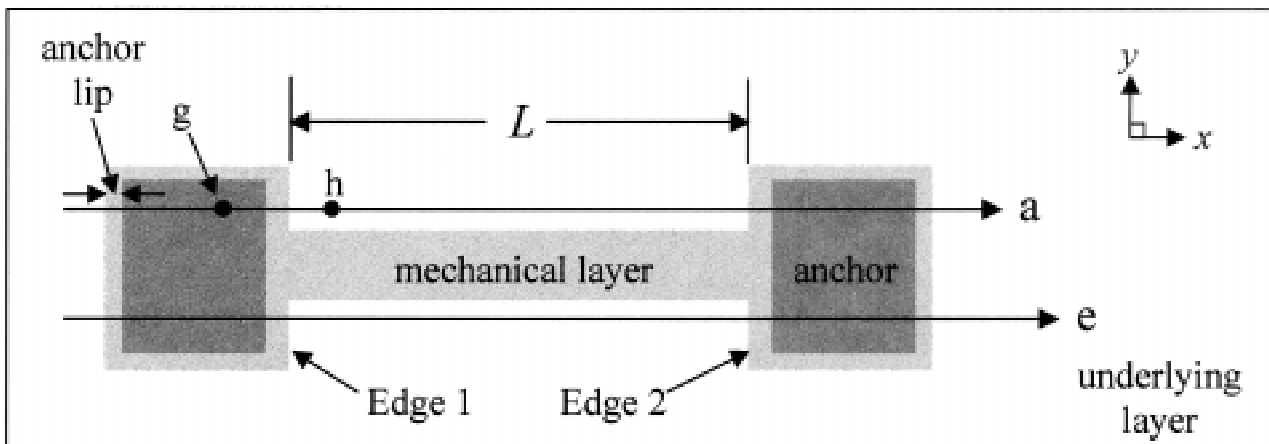 anchor
lip
g
h
L
y
x
a
mechanical layer
anchor
e
Edge 1
Edge 2
underlying
layer